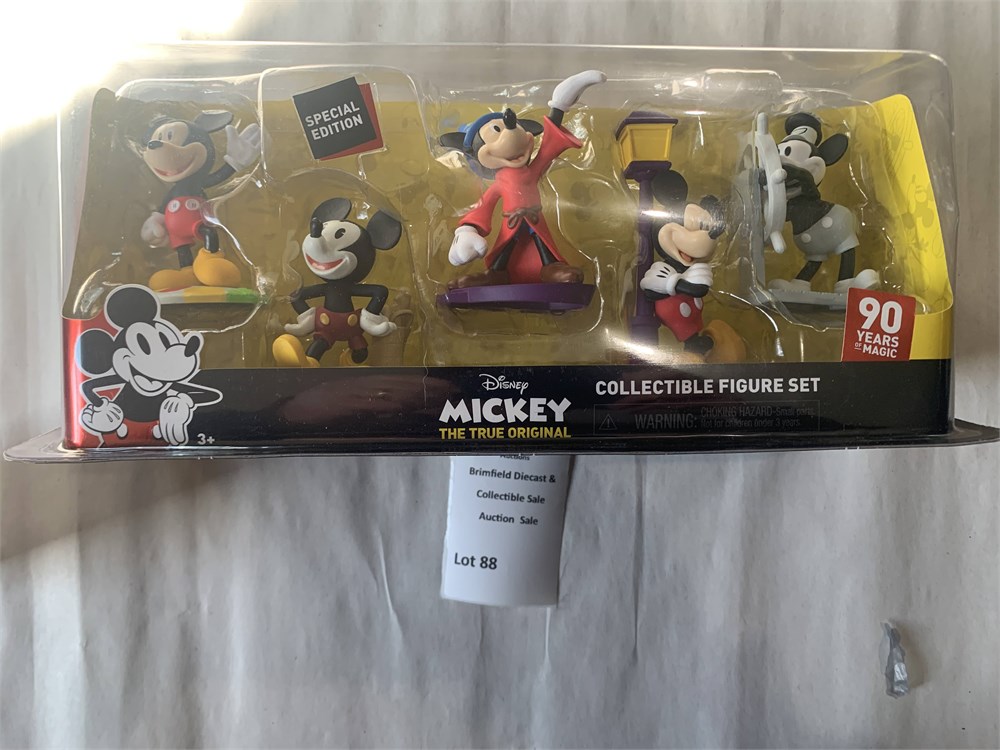 SPECIAL
EDITION
90
YEARS
OF MAGIC
Disney
MICKEY
THE TRUE ORIGINAL
COLLECTIBLE FIGURE SET
WARNING: CHOKING HAZARD-Small parts.
Not for children under 3 years.
3+
Auctions
Brimfield Diecast &
Collectible Sale
Auction Sale
Lot 88